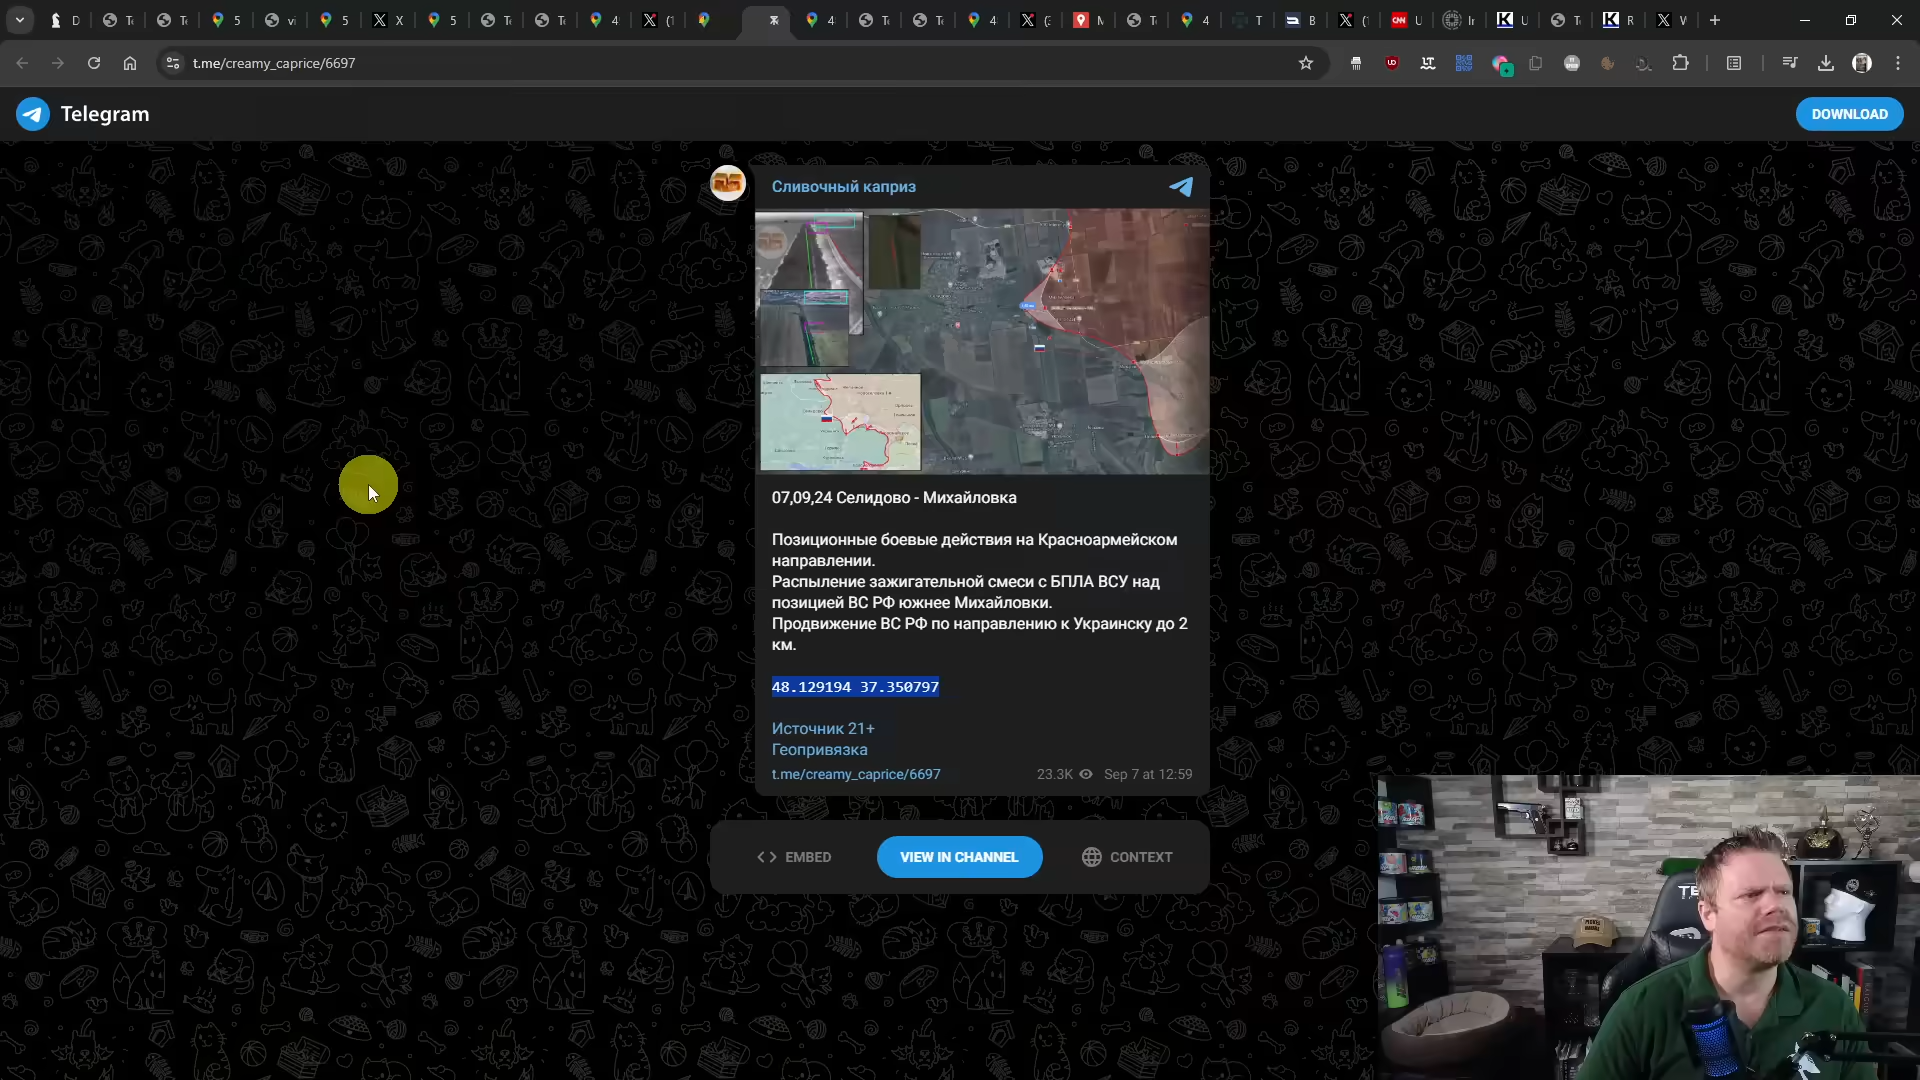 t.me/creamy_caprice/6697
Telegram
DOWNLOAD
Сливочный каприз
07,09,24 Селидово - Михайловка
Позиционные боевые действия на Красноармейском
направлении.
Распыление зажигательной смеси с БПЛА ВСУ над
позицией ВС РФ южнее Михайловки.
Продвижение ВС РФ по направлению к Украинску до 2
км.
48.129194 37.350797
Источник 21+
Геопривязка
t.me/creamy_caprice/6697 23.3K Sep 7 at 12:59
EMBED
VIEW IN CHANNEL
CONTEXT